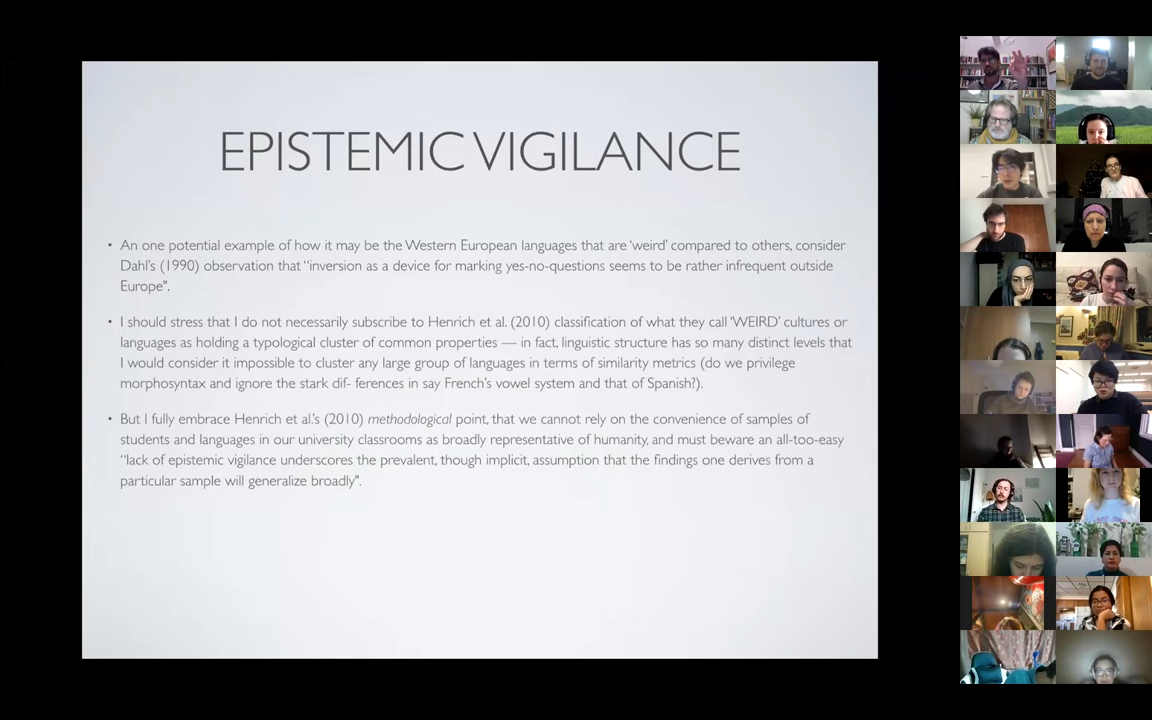 EPISTEMIC VIGILANCE
• An one potential example of how it may be the Western European languages that are ‘weird’ compared to others, consider
Dahl’s (1990) observation that “inversion as a device for marking yes-no-questions seems to be rather infrequent outside
Europe".
• I should stress that I do not necessarily subscribe to Henrich et al. (2010) classification of what they call ‘WEIRD’ cultures or
languages as holding a typological cluster of common properties — in fact, linguistic structure has so many distinct levels that
I would consider it impossible to cluster any large group of languages in terms of similarity metrics (do we privilege
morphosyntax and ignore the stark dif- ferences in say French’s vowel system and that of Spanish?).
• But I fully embrace Henrich et al.’s (2010) methodological point, that we cannot rely on the convenience of samples of
students and languages in our university classrooms as broadly representative of humanity, and must beware an all-too-easy
“lack of epistemic vigilance underscores the prevalent, though implicit, assumption that the findings one derives from a
particular sample will generalize broadly".